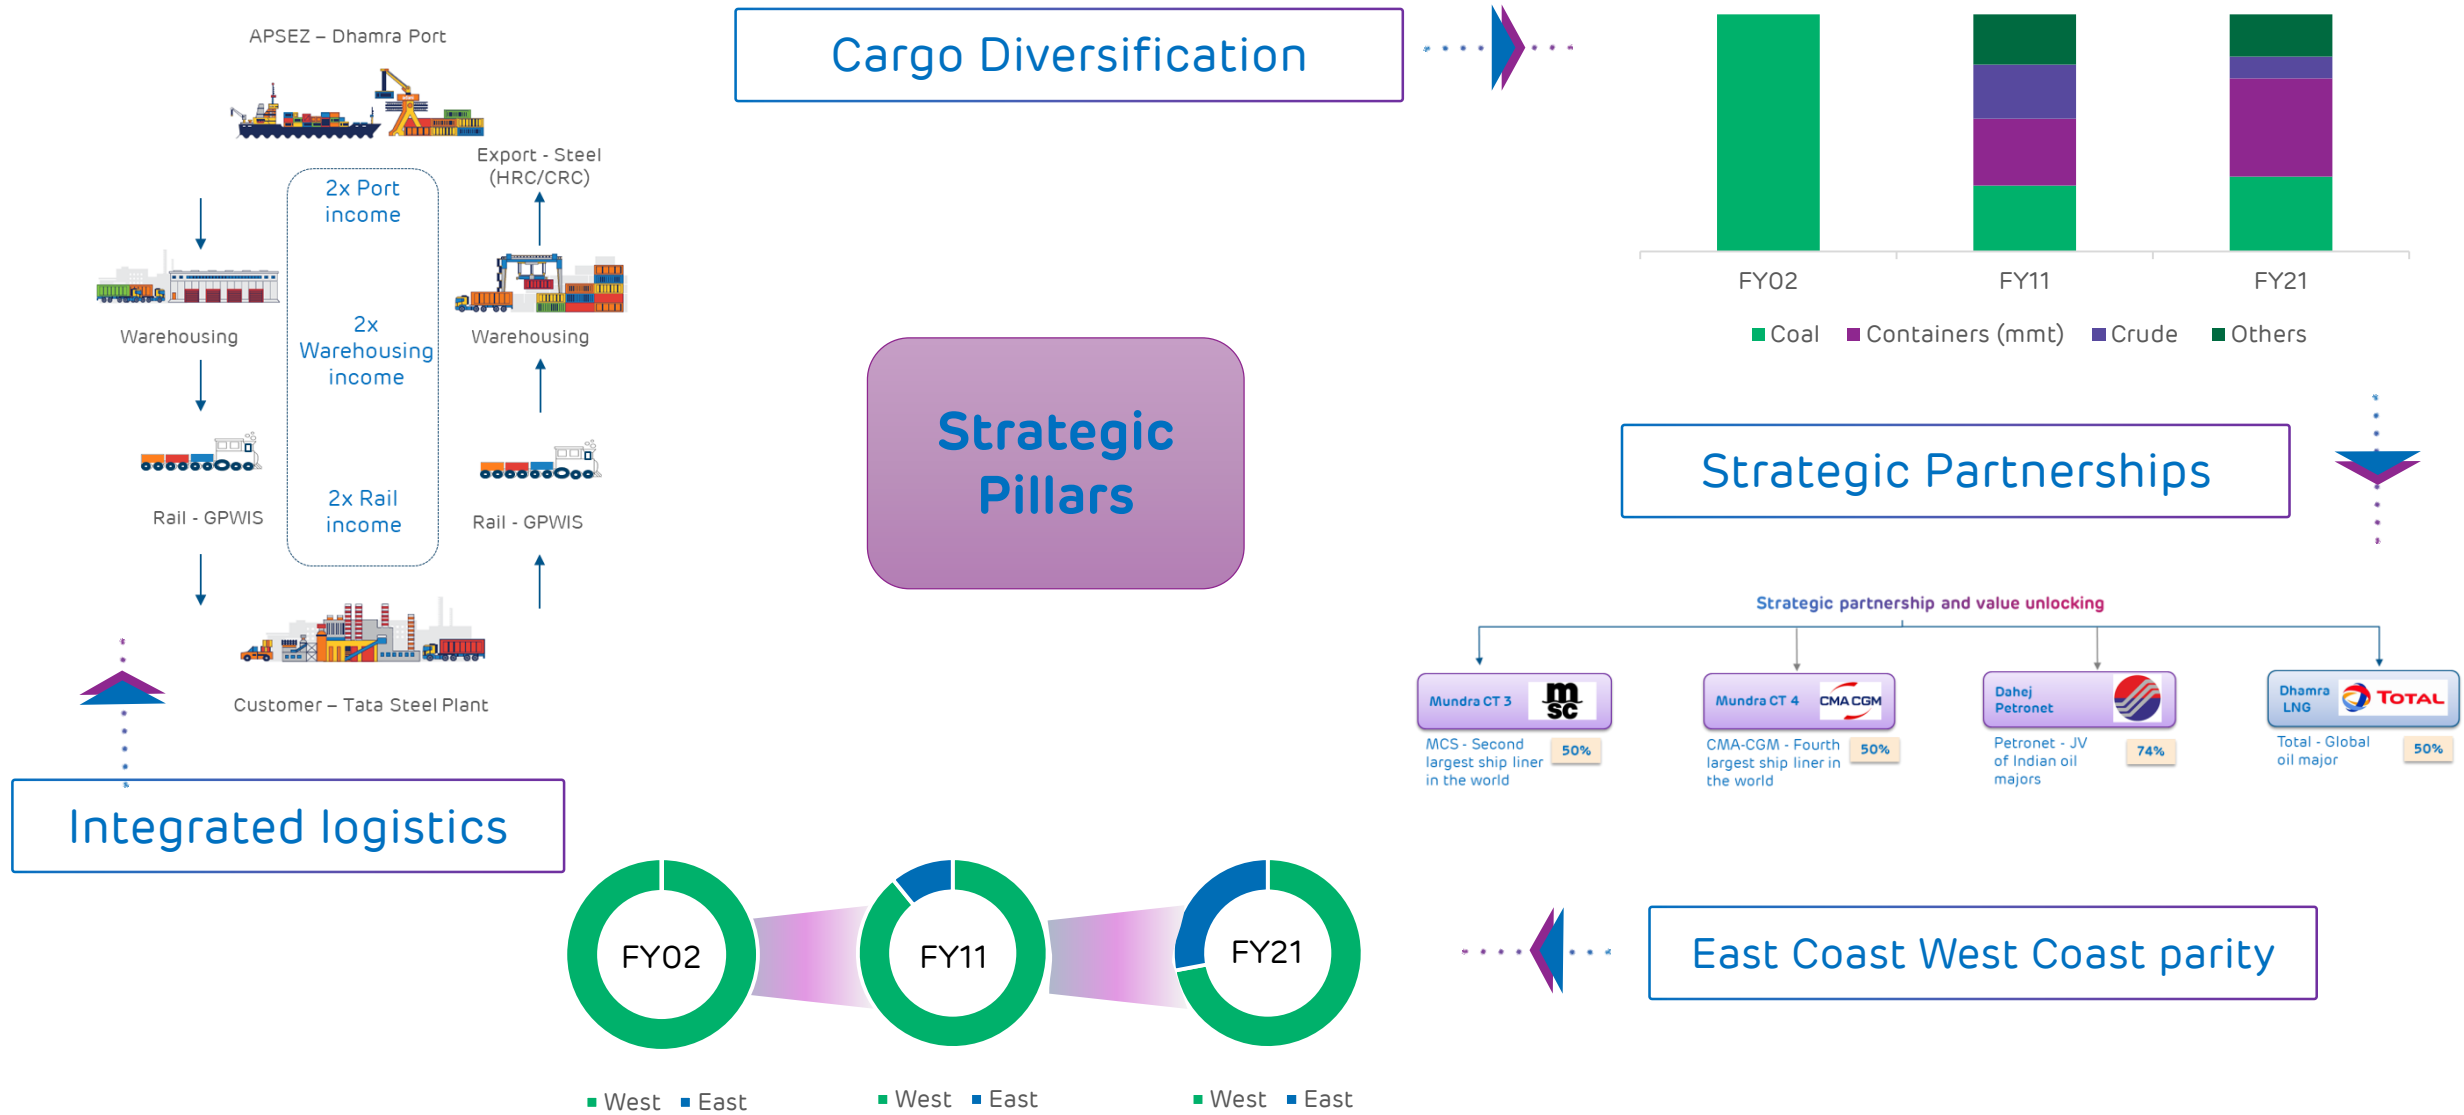 APSEZ – Dhamra Port
Export - Steel
(HRC/CRC)
2x Port
income
Warehousing
2x
Warehousing
income
Warehousing
Rail - GPWIS
2x Rail
income
Rail - GPWIS
Customer – Tata Steel Plant
Integrated logistics
Cargo Diversification
FY02
FY11
FY21
Coal
Containers (mmt)
Crude
Others
Strategic
Pillars
Strategic Partnerships
Strategic partnership and value unlocking
Mundra CT 3
msc
MCS - Second
largest ship liner
in the world
50%
Mundra CT 4
CMA CGM
CMA-CGM - Fourth
largest ship liner in
the world
50%
Dahej
Petronet
Petronet - JV
of Indian oil
majors
74%
Dhamra
LNG
TOTAL
Total - Global
oil major
50%
East Coast West Coast parity
FY02
West
East
FY11
West
East
FY21
West
East